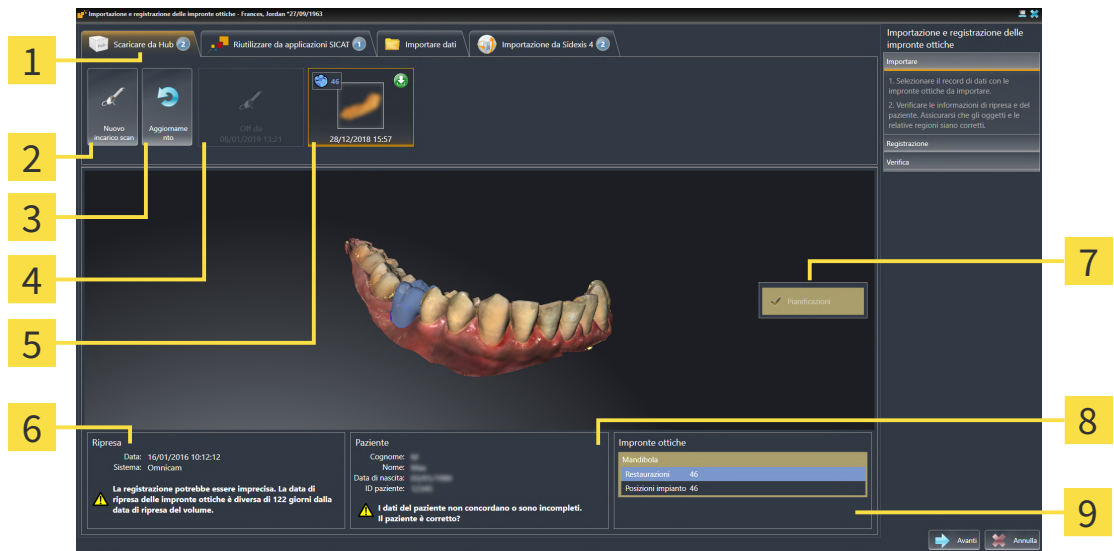 Importazione e registrazione delle impronte ottiche - Frances, Jordan *27/09/1963
1
Scaricare da Hub 2
Riutilizzare da applicazioni SICAT 1
Importare dati
Importazione da Sidexis 4 2
Importazione e registrazione delle
impronte ottiche
Importare
1. Selezionare il record di dati con le
impronte ottiche da importare.
2. Verificare le informazioni di ripresa e del
paziente. Assicurarsi che gli oggetti e le
relative regioni siano corretti.
Registrazione
Verifica
Nuovo
incarico scan
Aggiorname
nto
Off da
08/01/2019 13:21
46
28/12/2018 15:57
2
3
4
5
6
7
8
9
Pianificazioni
Ripresa
Data: 16/01/2016 10:12:12
Sistema: Omnicam
La registrazione potrebbe essere imprecisa. La data di
ripresa delle impronte ottiche è diversa di 122 giorni dalla
data di ripresa del volume.
Paziente
Cognome:
Nome:
Data di nascita:
ID paziente:
I dati del paziente non concordano o sono incompleti.
Il paziente è corretto?
Impronte ottiche
Mandibola
Restaurazioni 46
Posizioni impianto 46
Avanti
Annulla